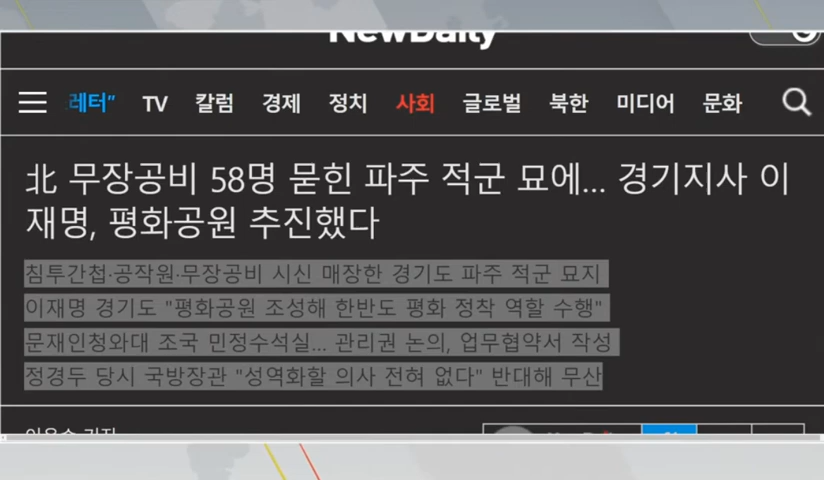 NewDaily
레터” TV 칼럼 경제 정치 사회 글로벌 북한 미디어 문화
北 무장공비 58명 묻힌 파주 적군 묘에... 경기지사 이
재명, 평화공원 추진했다
침투간첩·공작원·무장공비 시신 매장한 경기도 파주 적군 묘지
이재명 경기도 "평화공원 조성해 한반도 평화 정착 역할 수행"
문재인청와대 조국 민정수석실... 관리권 논의, 업무협약서 작성
정경두 당시 국방장관 "성역화할 의사 전혀 없다" 반대해 무산